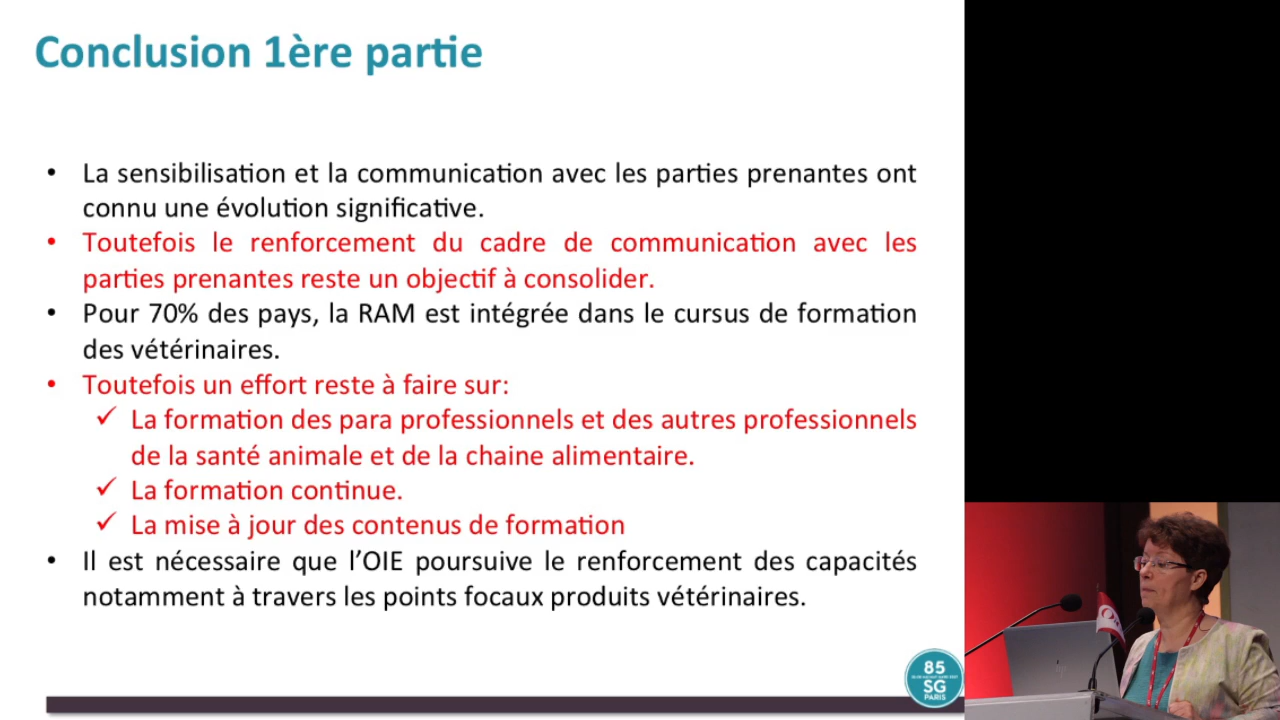 Conclusion 1ère partie
• La sensibilisation et la communication avec les parties prenantes ont
connu une évolution significative.
• Toutefois le renforcement du cadre de communication avec les
parties prenantes reste un objectif à consolider.
• Pour 70% des pays, la RAM est intégrée dans le cursus de formation
des vétérinaires.
• Toutefois un effort reste à faire sur:
✓ La formation des para professionnels et des autres professionnels
de la santé animale et de la chaine alimentaire.
✓ La formation continue.
✓ La mise à jour des contenus de formation
• Il est nécessaire que l’OIE poursuive le renforcement des capacités
notamment à travers les points focaux produits vétérinaires.
85
SG
PARIS
hp